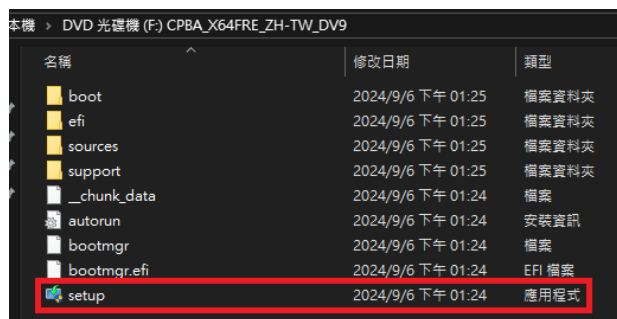 本機 › DVD 光碟機 (F:) CPBA_X64FRE_ZH-TW_DV9
名稱 修改日期 類型
boot 2024/9/6 下午 01:25 檔案資料夾
efi 2024/9/6 下午 01:25 檔案資料夾
sources 2024/9/6 下午 01:25 檔案資料夾
support 2024/9/6 下午 01:25 檔案資料夾
__chunk_data 2024/9/6 下午 01:24 檔案
autorun 2024/9/6 下午 01:24 安裝資訊
bootmgr 2024/9/6 下午 01:24 檔案
bootmgr.efi 2024/9/6 下午 01:24 EFI 檔案
setup 2024/9/6 下午 01:24 應用程式